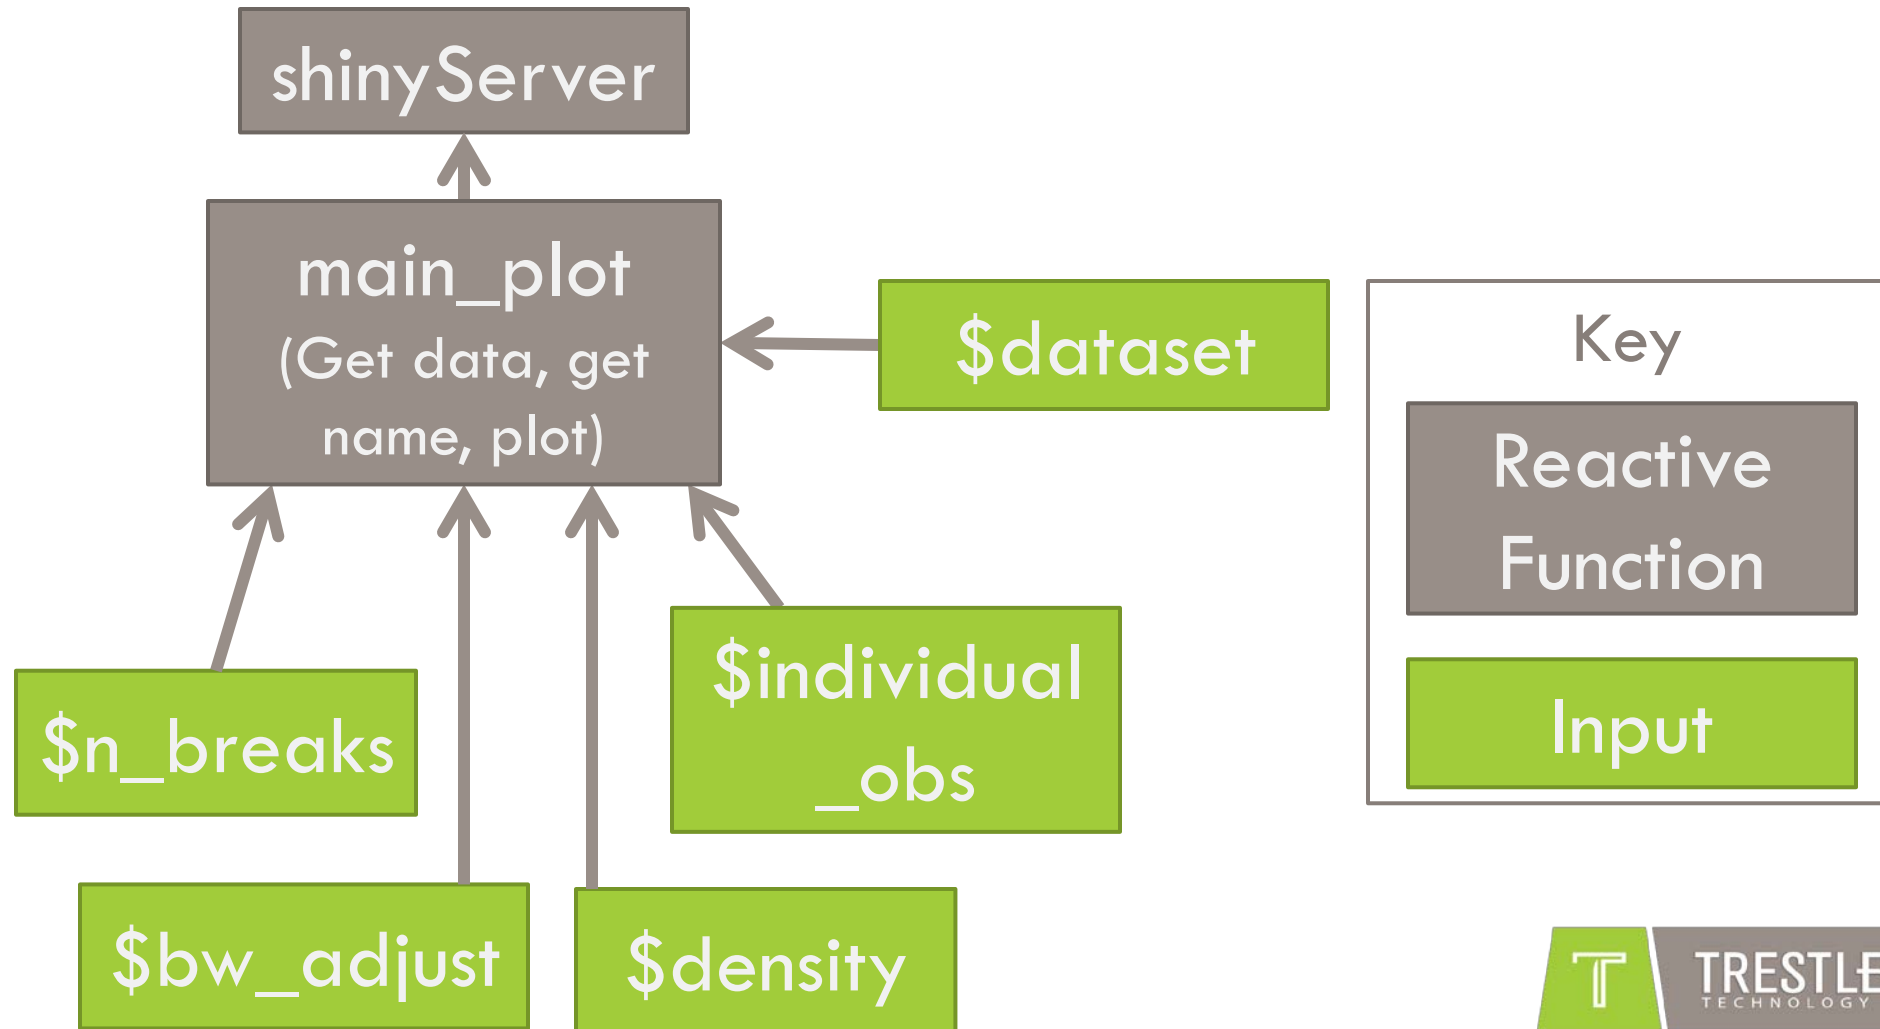 shinyServer
main_plot
(Get data, get
name, plot)
$dataset
Key
Reactive
Function
Input
$individual
_obs
$n_breaks
$bw_adjust
$density
T TRESTLE
TECHNOLOGY